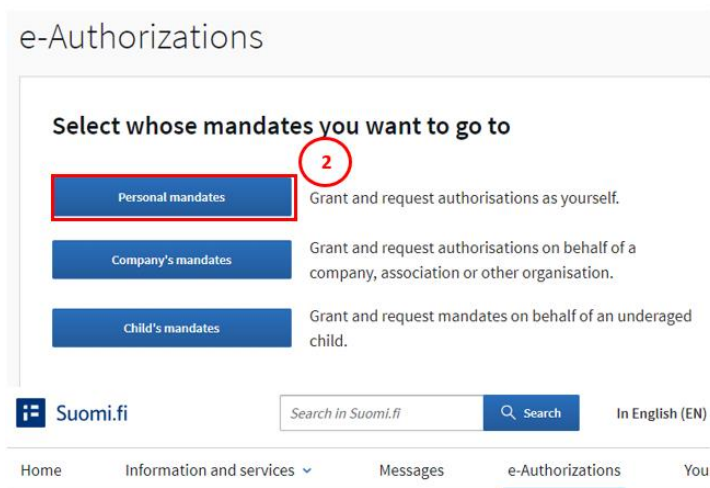 e-Authorizations
Select whose mandates you want to go to
2
Personal mandates
Grant and request authorisations as yourself.
Company's mandates
Grant and request authorisations on behalf of a
company, association or other organisation.
Child's mandates
Grant and request mandates on behalf of an underaged
child.
Suomi.fi
Search in Suomi.fi
Search
In English (EN)
Home
Information and services
Messages
e-Authorizations
You